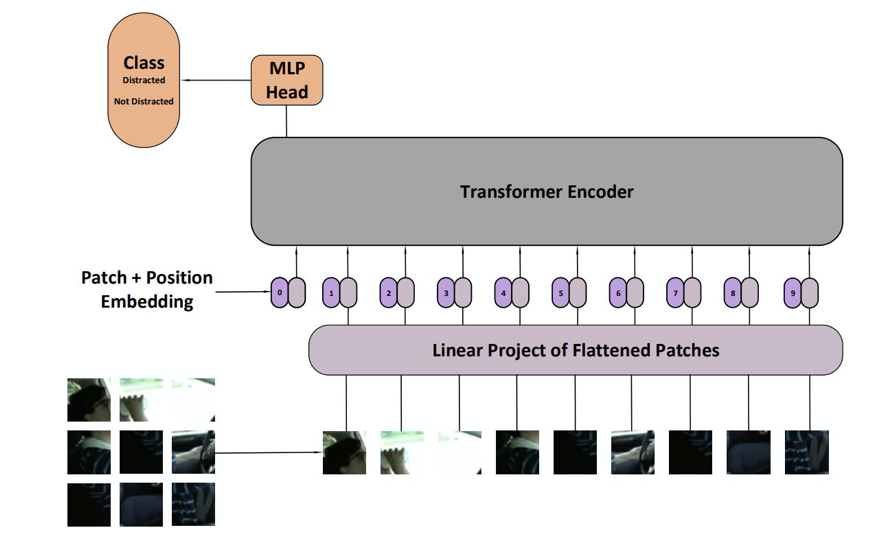 Class
Distracted
Not Distracted
MLP
Head
Transformer Encoder
Patch + Position
Embedding
0 1 2 3 4 5 6 7 8 9
Linear Project of Flattened Patches